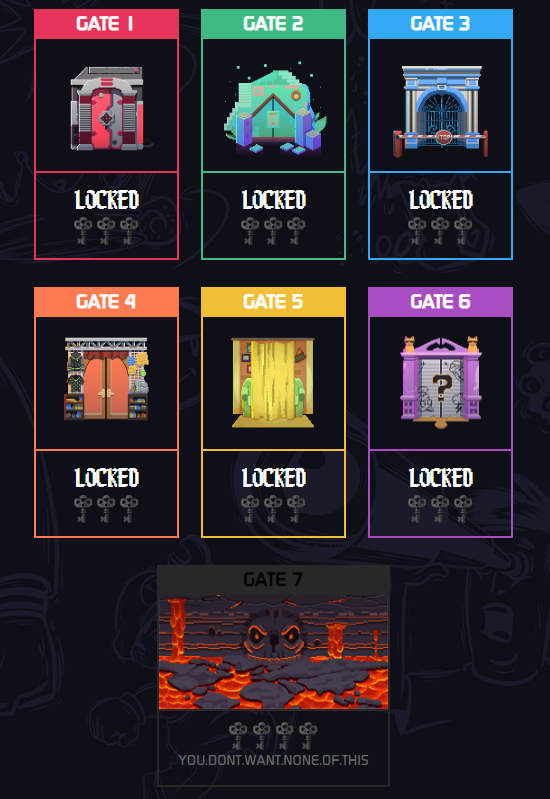 GATE 1
GATE 2
GATE 3
STOP
LOCKED
LOCKED
LOCKED
GATE 4
GATE 5
GATE 6
?
LOCKED
LOCKED
LOCKED
GATE 7
YOU.DONT.WANT.NONE.OF.THIS